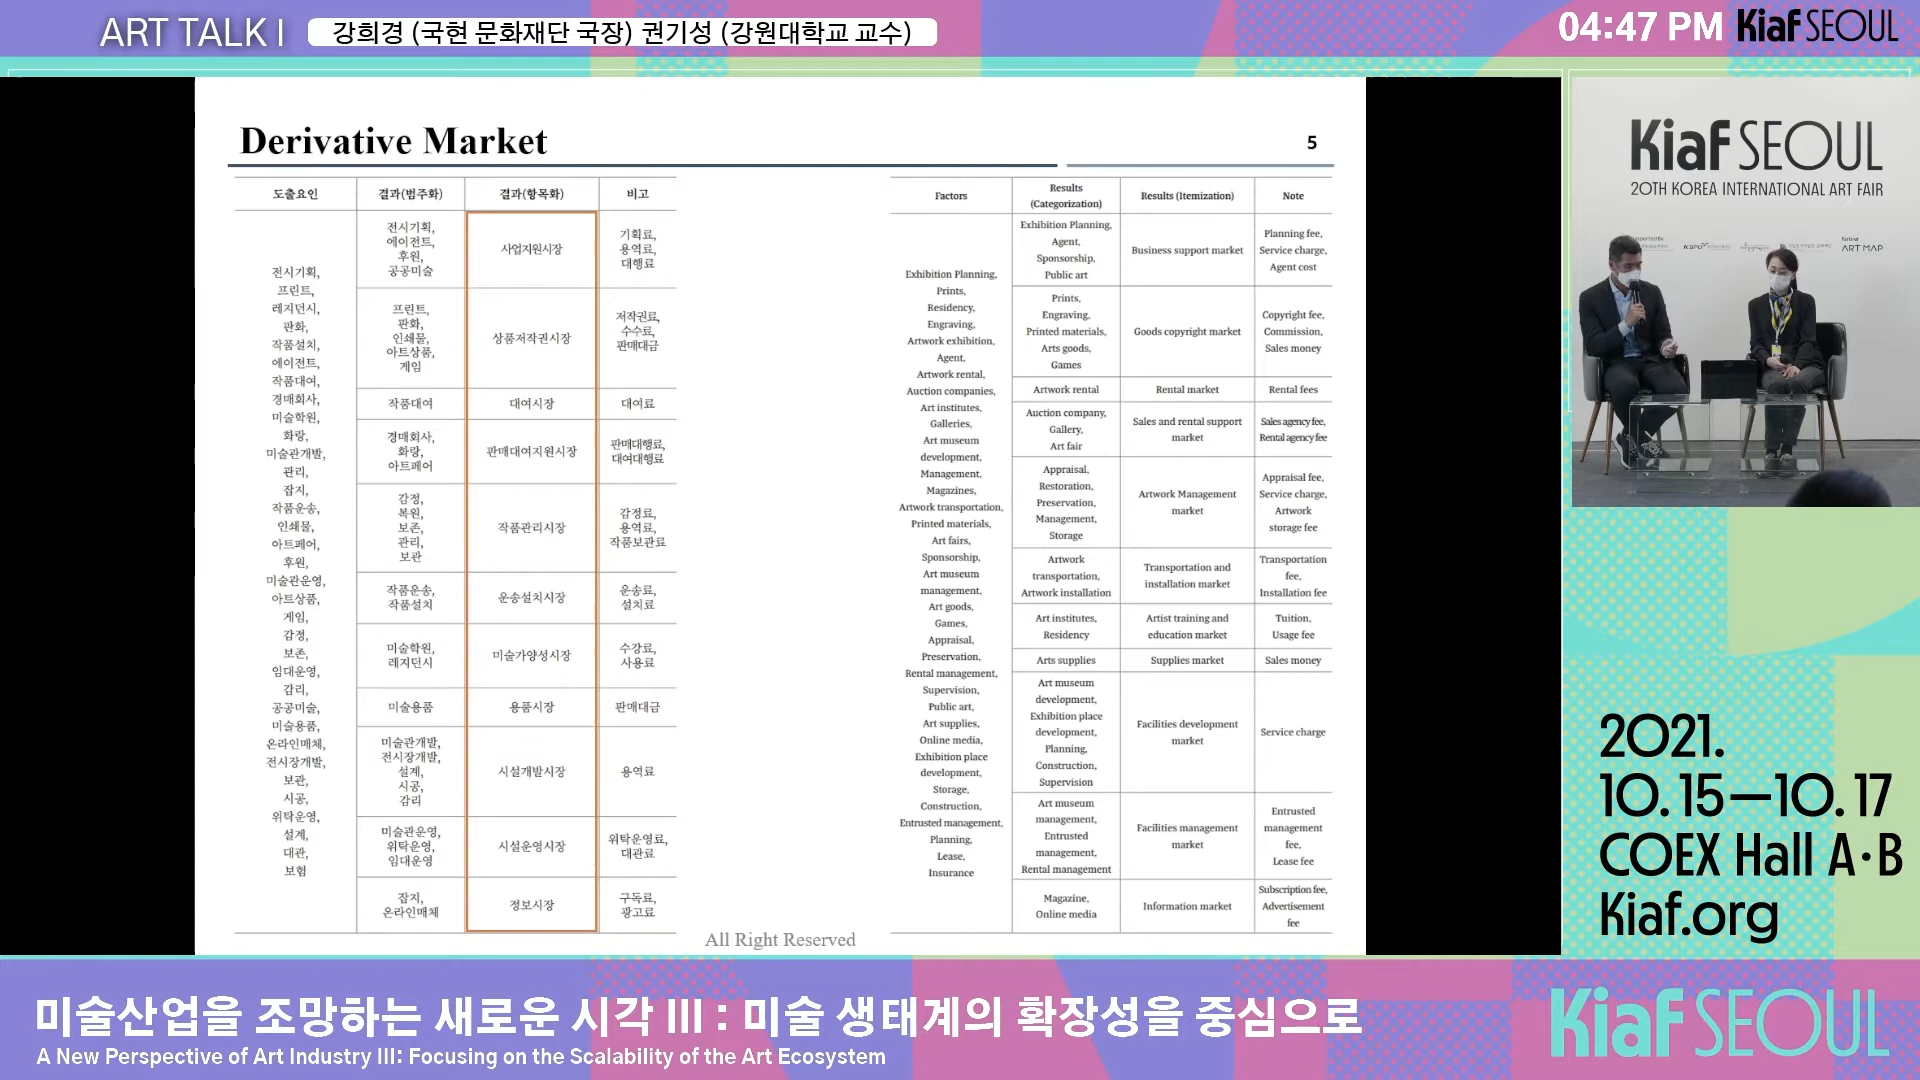 ART TALK I
강희경 (국현 문화재단 국장) 권기성 (강원대학교 교수)
04:47 PM Kiaf SEOUL
Derivative Market
5
도출요인
결과(범주화)
결과(항목화)
비고
전시기획,
프린트,
레지던시,
판화,
작품설치,
에이전트,
작품대여,
경매회사,
미술학원,
화랑,
미술관개발,
관리,
잡지,
작품운송,
인쇄물,
아트페어,
후원,
미술관운영,
아트상품,
게임,
감정,
보존,
임대운영,
감리,
공공미술,
미술용품,
온라인매체,
전시장개발,
보관,
시공,
위탁운영,
설계,
대관,
보험
전시기획,
에이전트,
후원,
공공미술
사업지원시장
기획료,
용역료,
대행료
프린트,
판화,
인쇄물,
아트상품,
게임
상품저작권시장
저작권료,
수수료,
판매대금
작품대여
대여시장
대여료
경매회사,
화랑,
아트페어
판매대여지원시장
판매대행료,
대여대행료
감정,
복원,
보존,
관리,
보관
작품관리시장
감정료,
용역료,
작품보관료
작품운송,
작품설치
운송설치시장
운송료,
설치료
미술학원,
레지던시
미술가양성시장
수강료,
사용료
미술용품
용품시장
판매대금
미술관개발,
전시장개발,
설계,
시공,
감리
시설개발시장
용역료
미술관운영,
위탁운영,
임대운영
시설운영시장
위탁운영료,
대관료
잡지,
온라인매체
정보시장
구독료,
광고료
Factors
Results
(Categorization)
Results (Itemization)
Note
Exhibition Planning,
Prints,
Residency,
Engraving,
Artwork exhibition,
Agent,
Artwork rental,
Auction companies,
Art institutes,
Galleries,
Art museum
development,
Management,
Magazines,
Artwork transportation,
Printed materials,
Art fairs,
Sponsorship,
Art museum
management,
Art goods,
Games,
Appraisal,
Preservation,
Rental management,
Supervision,
Public art,
Art supplies,
Online media,
Exhibition place
development,
Storage,
Construction,
Entrusted management,
Planning,
Lease,
Insurance
Exhibition Planning,
Agent,
Sponsorship,
Public art
Business support market
Planning fee,
Service charge,
Agent cost
Prints,
Engraving,
Printed materials,
Arts goods,
Games
Goods copyright market
Copyright fee,
Commission,
Sales money
Artwork rental
Rental market
Rental fees
Auction company,
Gallery,
Art fair
Sales and rental support
market
Sales agency fee,
Rental agency fee
Appraisal,
Restoration,
Preservation,
Management,
Storage
Artwork Management
market
Appraisal fee,
Service charge,
Artwork
storage fee
Artwork
transportation,
Artwork installation
Transportation and
installation market
Transportation
fee,
Installation fee
Art institutes,
Residency
Artist training and
education market
Tuition,
Usage fee
Arts supplies
Supplies market
Sales money
Art museum
development,
Exhibition place
development,
Planning,
Construction,
Supervision
Facilities development
market
Service charge
Art museum
management,
Entrusted
management,
Rental management
Facilities management
market
Entrusted
management
fee,
Lease fee
Magazine,
Online media
Information market
Subscription fee,
Advertisement
fee
All Right Reserved
Kiaf SEOUL
20TH KOREA INTERNATIONAL ART FAIR
Partner
ART MAP
2021.
10.15—10.17
COEX Hall A·B
Kiaf.org
미술산업을 조망하는 새로운 시각 III : 미술 생태계의 확장성을 중심으로
A New Perspective of Art Industry III: Focusing on the Scalability of the Art Ecosystem
Kiaf SEOUL